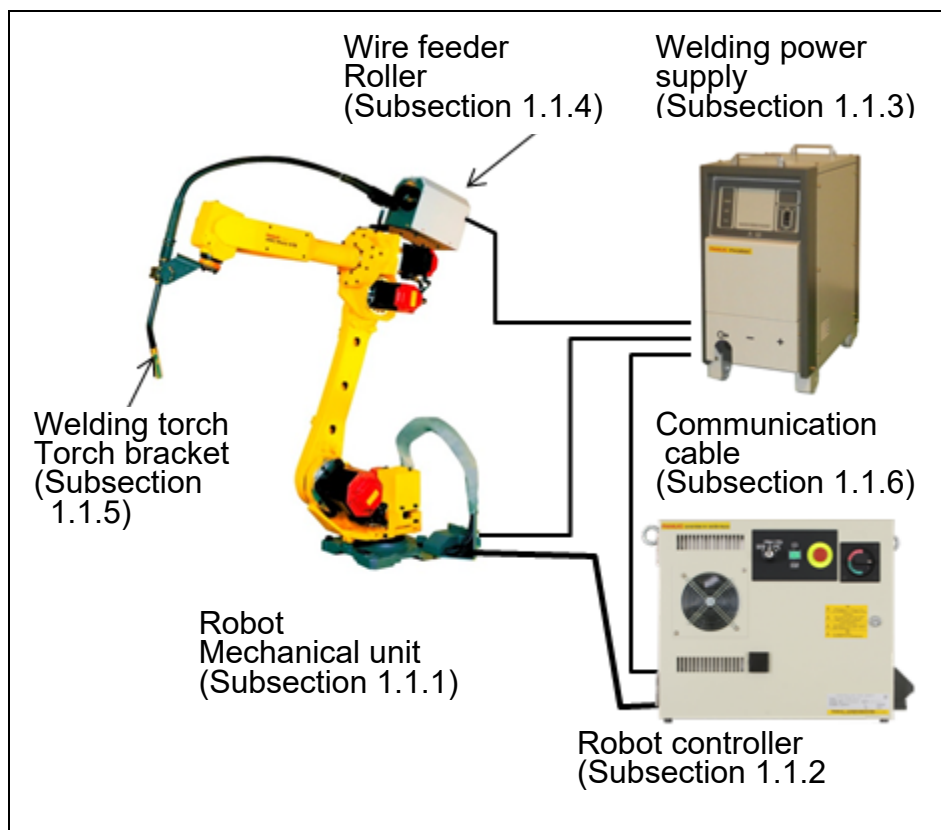 Wire feeder
Roller
(Subsection 1.1.4)
Welding power
supply
(Subsection 1.1.3)
Welding torch
Torch bracket
(Subsection
1.1.5)
Communication
cable
(Subsection 1.1.6)
Robot
Mechanical unit
(Subsection 1.1.1)
Robot controller
(Subsection 1.1.2